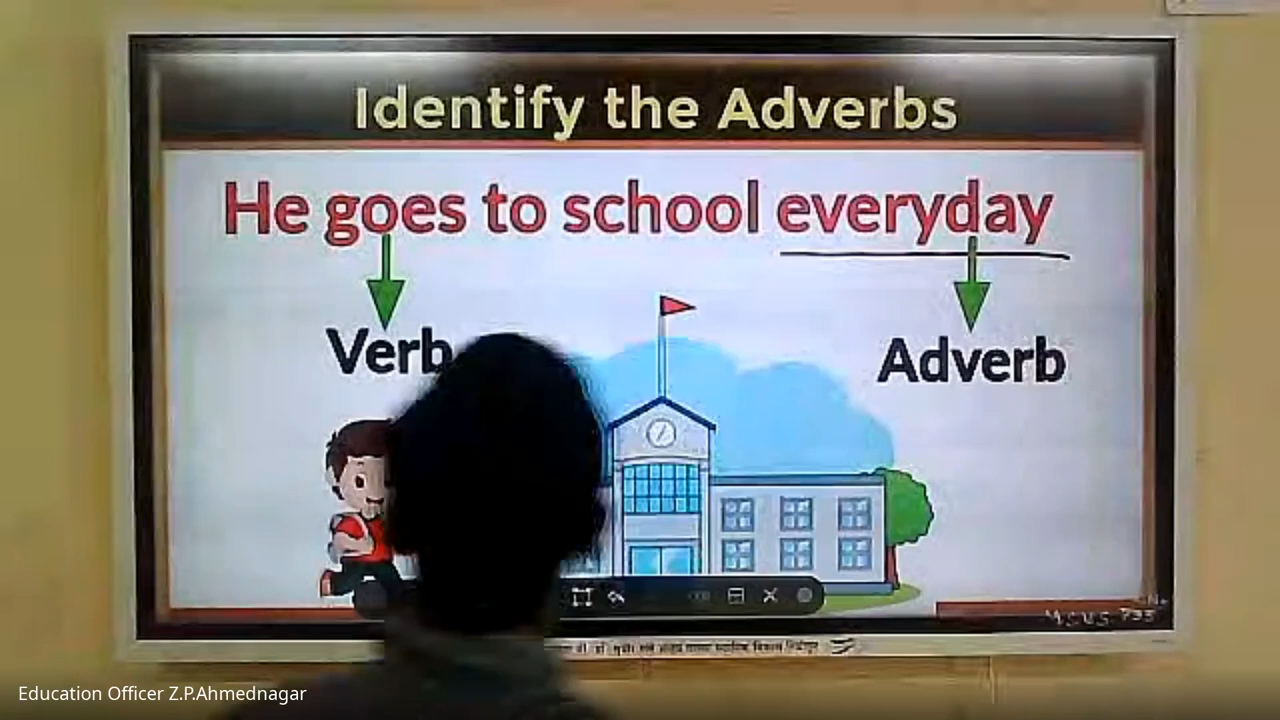 Identify the Adverbs
He goes to school everyday
Verb
Adverb
Education Officer Z.P.Ahmednagar